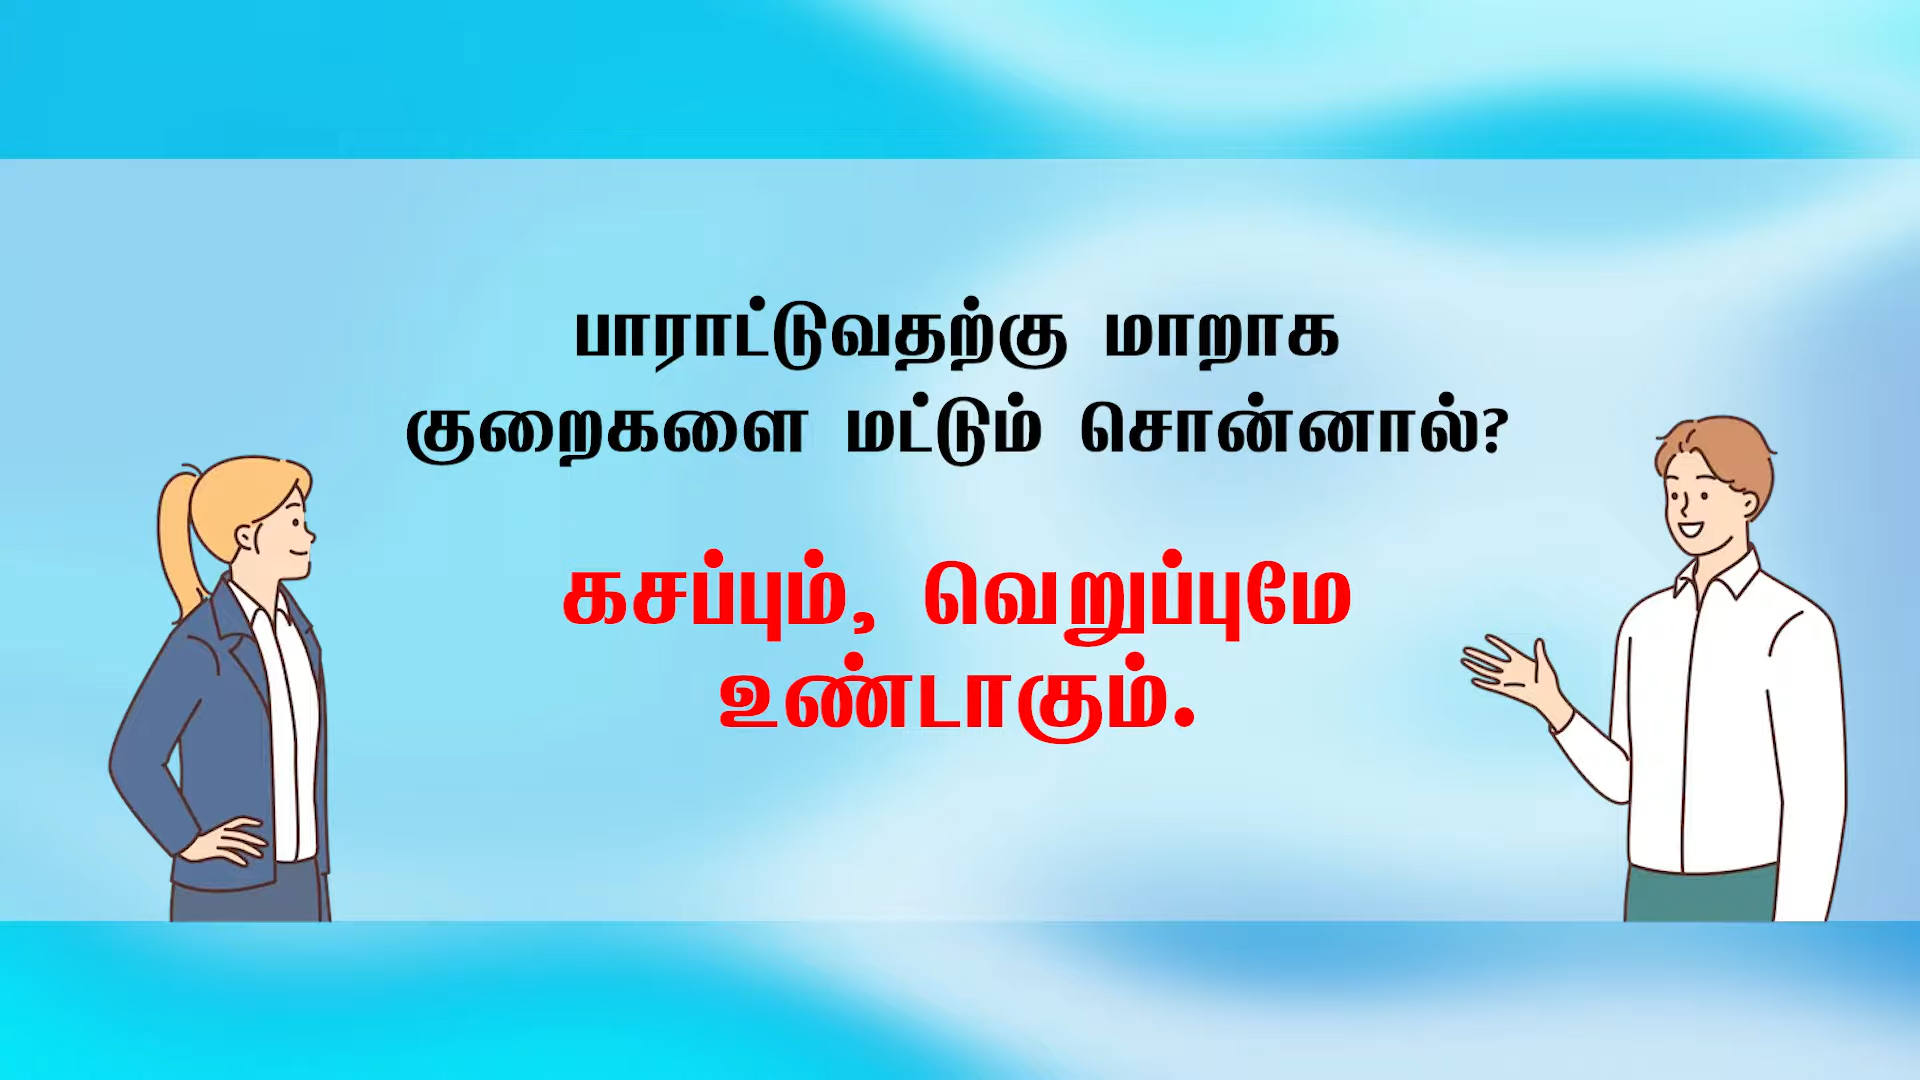 பாராட்டுவதற்கு மாறாக
குறைகளை மட்டும் சொன்னால்?
கசப்பும், வெறுப்புமே
உண்டாகும்.